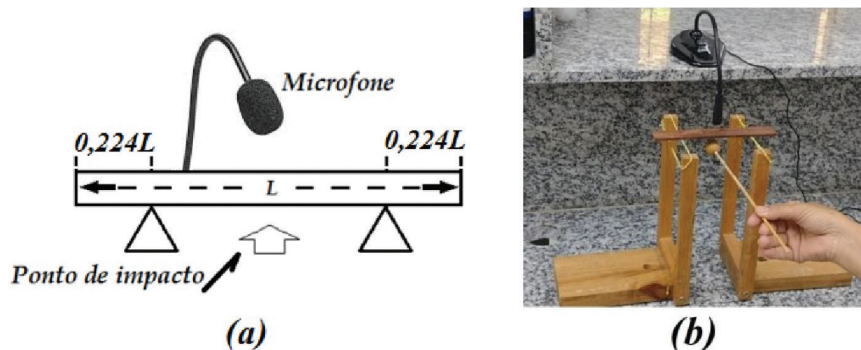 Microfone
0,224L
0,224L
L
Ponto de impacto
(a)
(b)